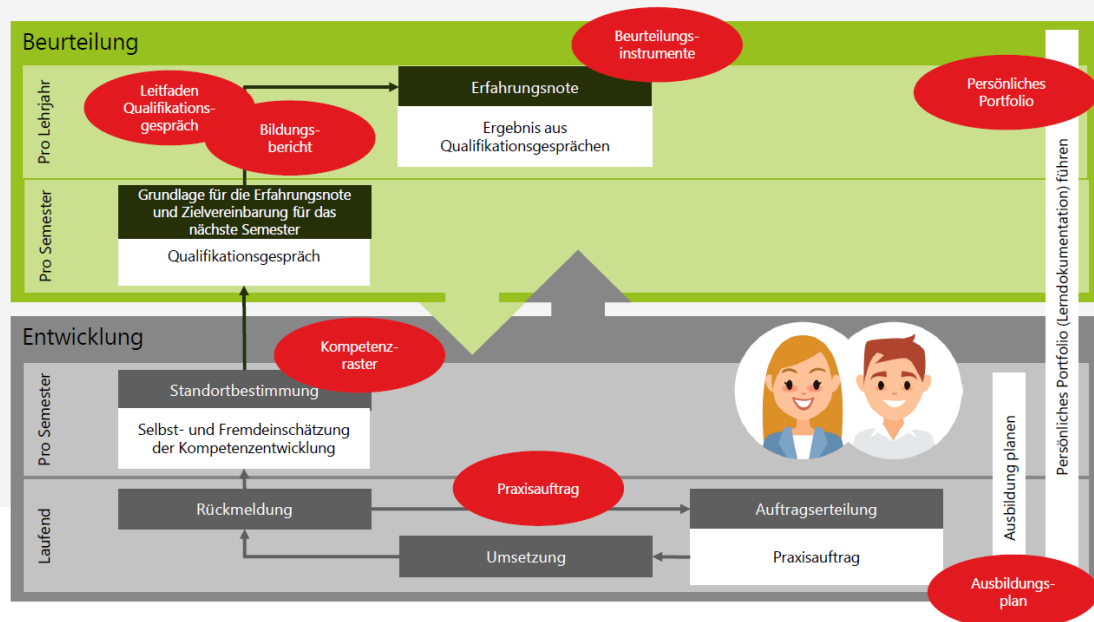 Beurteilung
Beurteilungs-
instrumente
Pro Lehrjahr
Leitfaden
Qualifikations-
gespräch
Bildungs-
bericht
Erfahrungsnote
Ergebnis aus
Qualifikationsgesprächen
Persönliches
Portfolio
Pro Semester
Grundlage für die Erfahrungsnote
und Zielvereinbarung für das
nächste Semester
Qualifikationsgespräch
Persönliches Portfolio (Lerndokumentation) führen
Entwicklung
Kompetenz-
raster
Pro Semester
Standortbestimmung
Selbst- und Fremdeinschätzung
der Kompetenzentwicklung
Ausbildung planen
Laufend
Rückmeldung
Praxisauftrag
Auftragserteilung
Praxisauftrag
Umsetzung
Ausbildungs-
plan